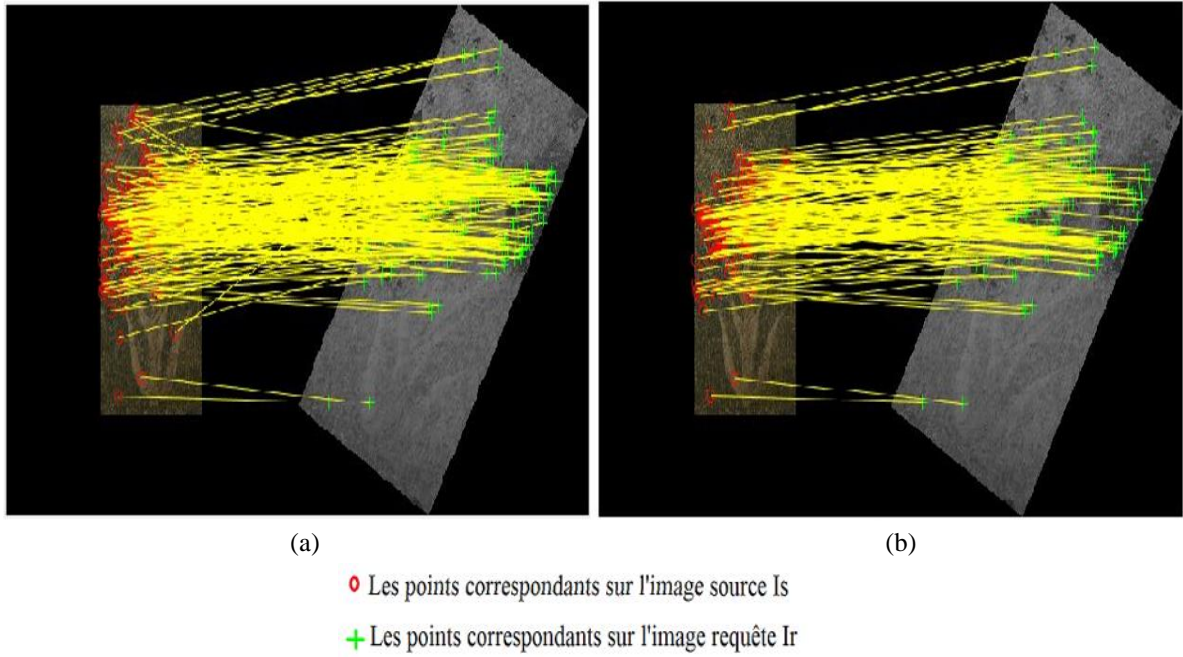 (a)
(b)
Les points correspondants sur l'image source Is
Les points correspondants sur l'image requête Ir